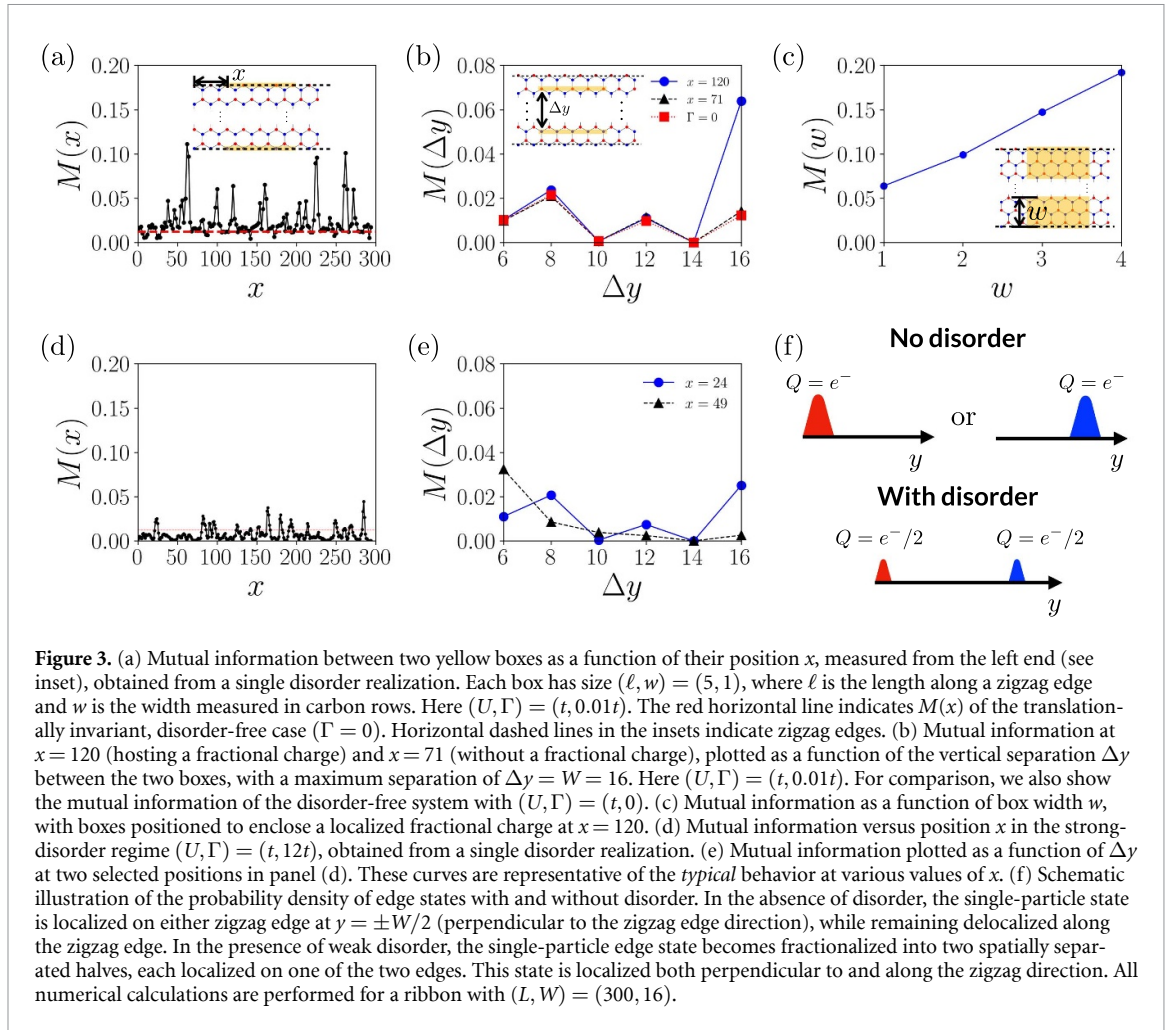 (a)
0.20
0.15
0.10
0.05
0.00
M(x)
x
0 50 100 150 200 250 300
x
(b)
0.08
0.06
0.04
0.02
0.00
M(Δy)
Δy
x = 120
x = 71
Γ = 0
6 8 10 12 14 16
Δy
(c)
0.20
0.15
0.10
0.05
0.00
M(w)
w
1 2 3 4
w
(d)
0.20
0.15
0.10
0.05
0.00
M(x)
0 50 100 150 200 250 300
x
(e)
0.08
0.06
0.04
0.02
0.00
M(Δy)
x = 24
x = 49
6 8 10 12 14 16
Δy
(f)
No disorder
Q = e⁻ Q = e⁻
or
y y
With disorder
Q = e⁻/2 Q = e⁻/2
y
Figure 3. (a) Mutual information between two yellow boxes as a function of their position x, measured from the left end (see
inset), obtained from a single disorder realization. Each box has size (ℓ, w) = (5, 1), where ℓ is the length along a zigzag edge
and w is the width measured in carbon rows. Here (U, Γ) = (t, 0.01t). The red horizontal line indicates M(x) of the translation-
ally invariant, disorder-free case (Γ = 0). Horizontal dashed lines in the insets indicate zigzag edges. (b) Mutual information at
x = 120 (hosting a fractional charge) and x = 71 (without a fractional charge), plotted as a function of the vertical separation Δy
between the two boxes, with a maximum separation of Δy = W = 16. Here (U, Γ) = (t, 0.01t). For comparison, we also show
the mutual information of the disorder-free system with (U, Γ) = (t, 0). (c) Mutual information as a function of box width w,
with boxes positioned to enclose a localized fractional charge at x = 120. (d) Mutual information versus position x in the strong-
disorder regime (U, Γ) = (t, 12t), obtained from a single disorder realization. (e) Mutual information plotted as a function of Δy
at two selected positions in panel (d). These curves are representative of the typical behavior at various values of x. (f) Schematic
illustration of the probability density of edge states with and without disorder. In the absence of disorder, the single-particle state
is localized on either zigzag edge at y = ±W/2 (perpendicular to the zigzag edge direction), while remaining delocalized along
the zigzag edge. In the presence of weak disorder, the single-particle edge state becomes fractionalized into two spatially separ-
ated halves, each localized on one of the two edges. This state is localized both perpendicular to and along the zigzag direction. All
numerical calculations are performed for a ribbon with (L, W) = (300, 16).